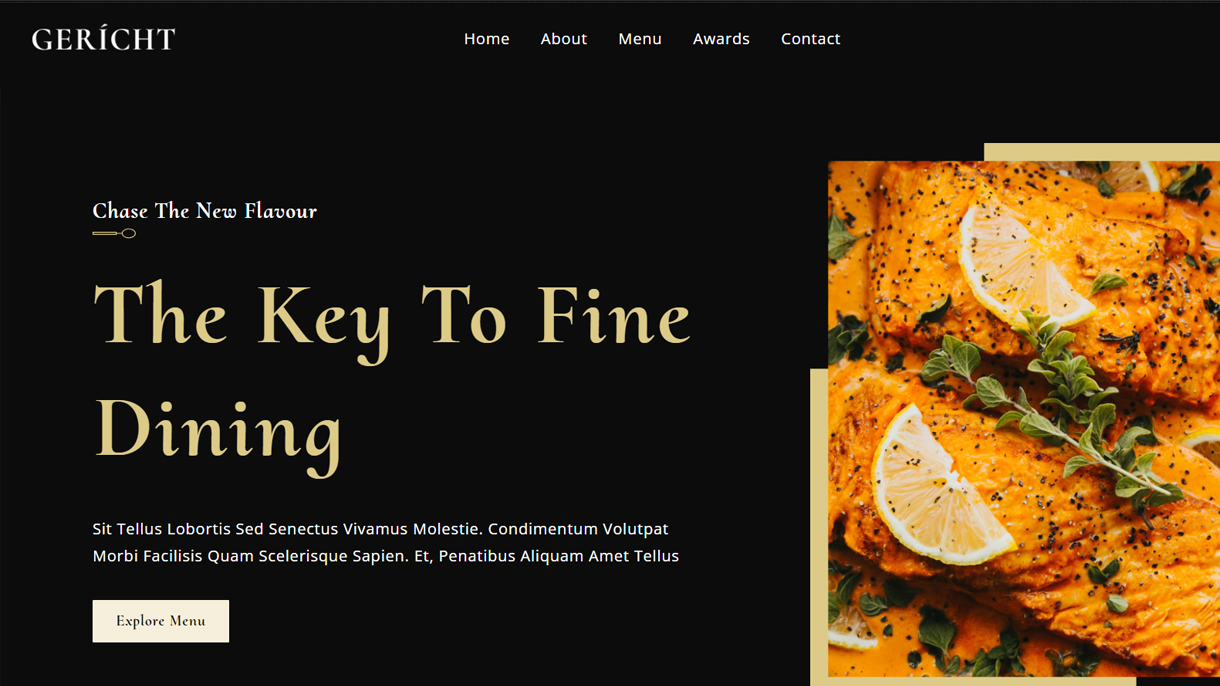 GERÍCHT
Home About Menu Awards Contact
Chase The New Flavour
The Key To Fine
Dining
Sit Tellus Lobortis Sed Senectus Vivamus Molestie. Condimentum Volutpat
Morbi Facilisis Quam Scelerisque Sapien. Et, Penatibus Aliquam Amet Tellus
Explore Menu